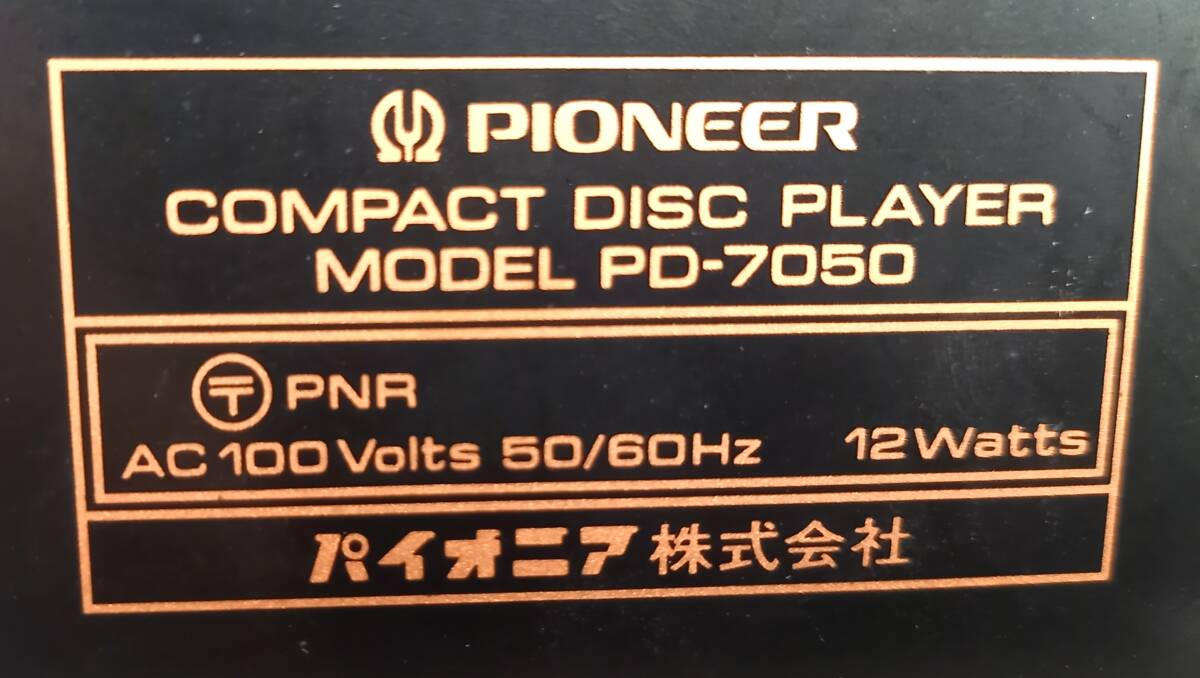 PIONEER
COMPACT DISC PLAYER
MODEL PD-7050
〒 PNR
AC 100 Volts 50/60Hz 12 Watts
パイオニア株式会社